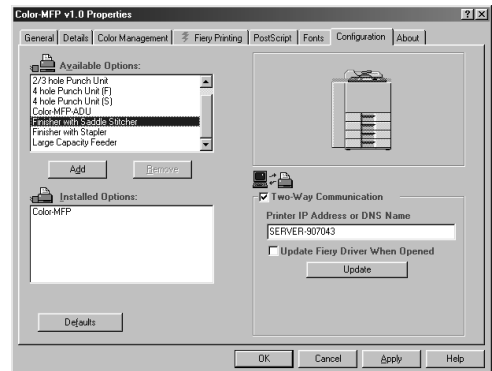 Color-MFP v1.0 Properties
General Details Color Management Fiery Printing PostScript Fonts Configuration About
Available Options:
2/3 hole Punch Unit
4 hole Punch Unit (F)
4 hole Punch Unit (S)
Color-MFP-ADU
Finisher with Saddle Stitcher
Finisher with Stapler
Large Capacity Feeder
Add Remove
Installed Options:
Color-MFP
Defaults
Two-Way Communication
Printer IP Address or DNS Name
SERVER-907043
Update Fiery Driver When Opened
Update
OK Cancel Apply Help